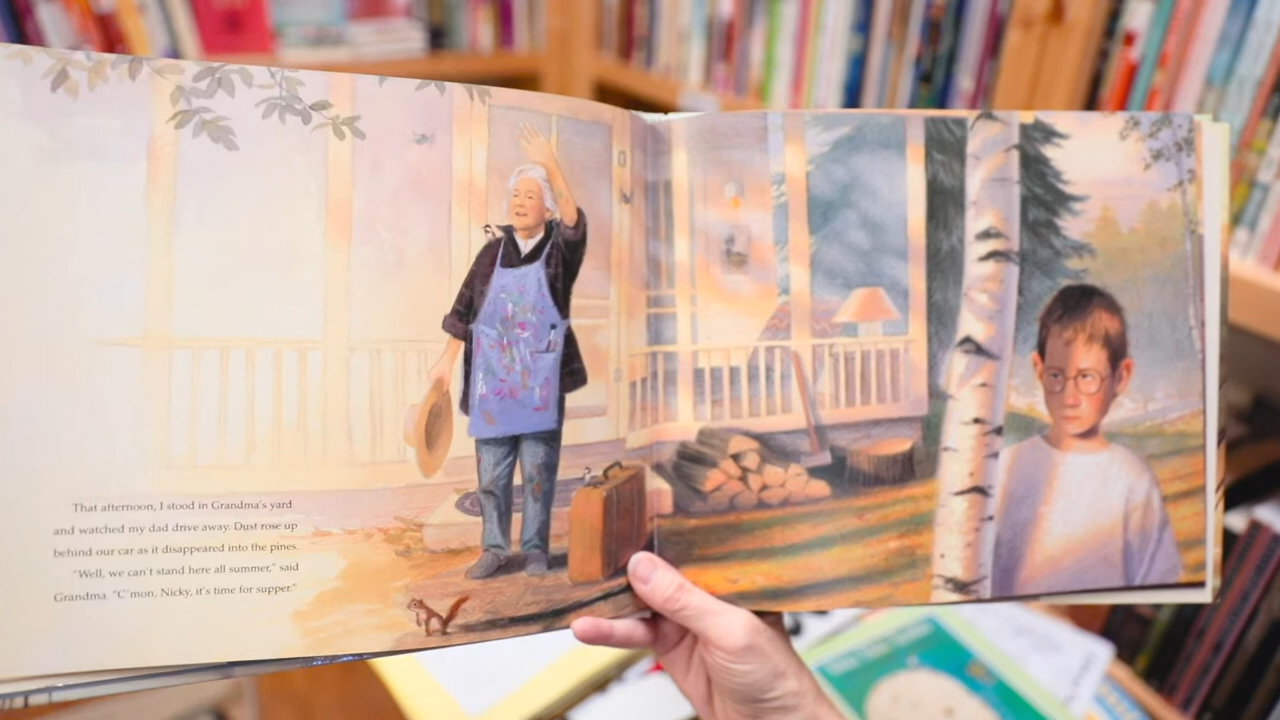 That afternoon, I stood in Grandma's yard
and watched my dad drive away. Dust rose up
behind our car as it disappeared into the pines.
"Well, we can't stand here all summer," said
Grandma. "C'mon, Nicky, it's time for supper."